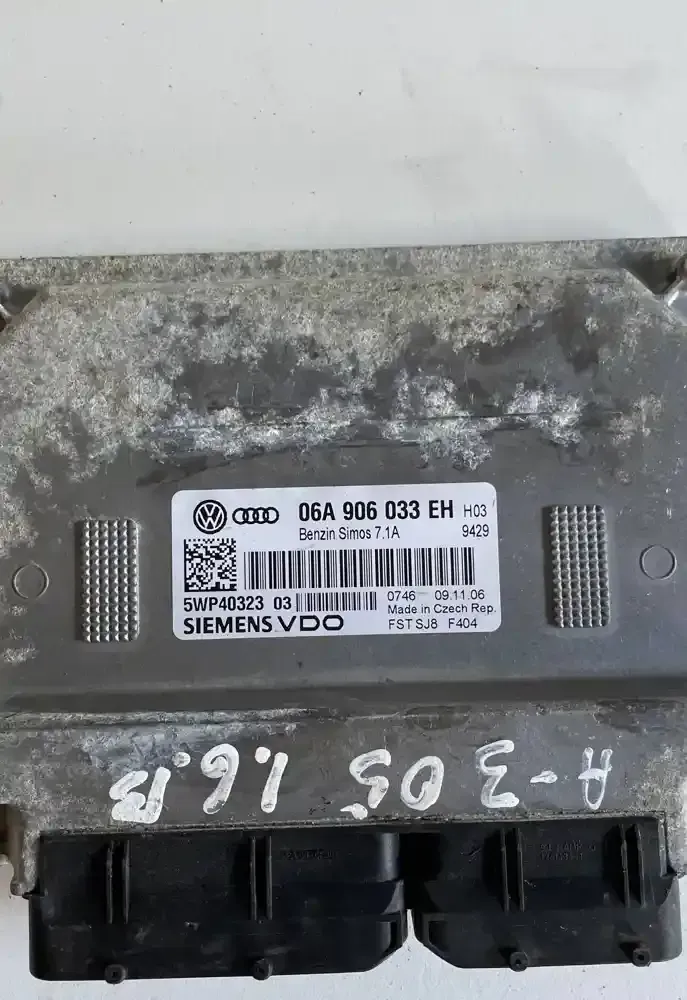 06A 906 033 EH H03
Benzin Simos 7.1A 9429
5WP40323 03
0746 09.11.06
Made in Czech Rep.
SIEMENS VDO
FST SJ8 F404
A-3 05' 1.6.B